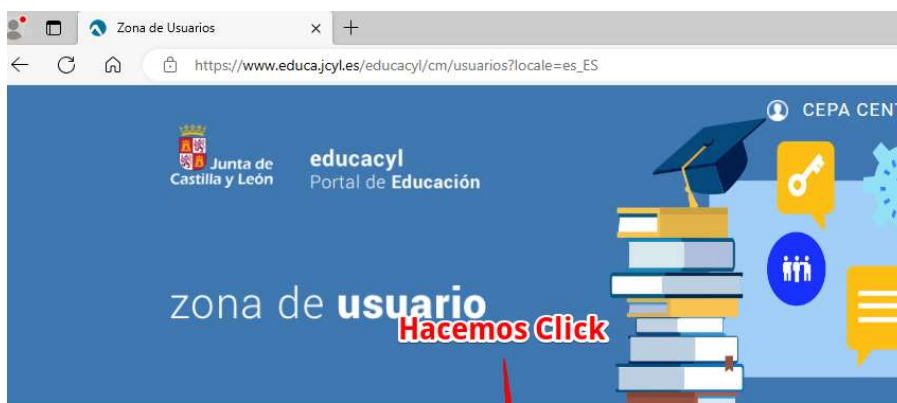 Zona de Usuarios
https://www.educa.jcyl.es/educacyl/cm/usuarios?locale=es_ES
CEPA CEN
Junta de
Castilla y León
educacyl
Portal de Educación
zona de usuario
Hacemos Click